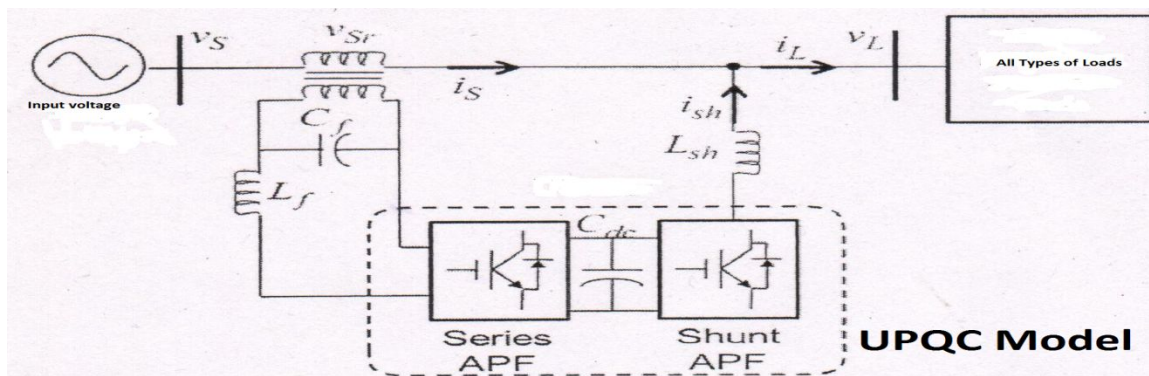 v_S
v_Sr
i_S
i_L
v_L
All Types of Loads
Input voltage
C_f
i_sh
L_sh
L_f
C_dc
Series
APF
Shunt
APF
UPQC Model